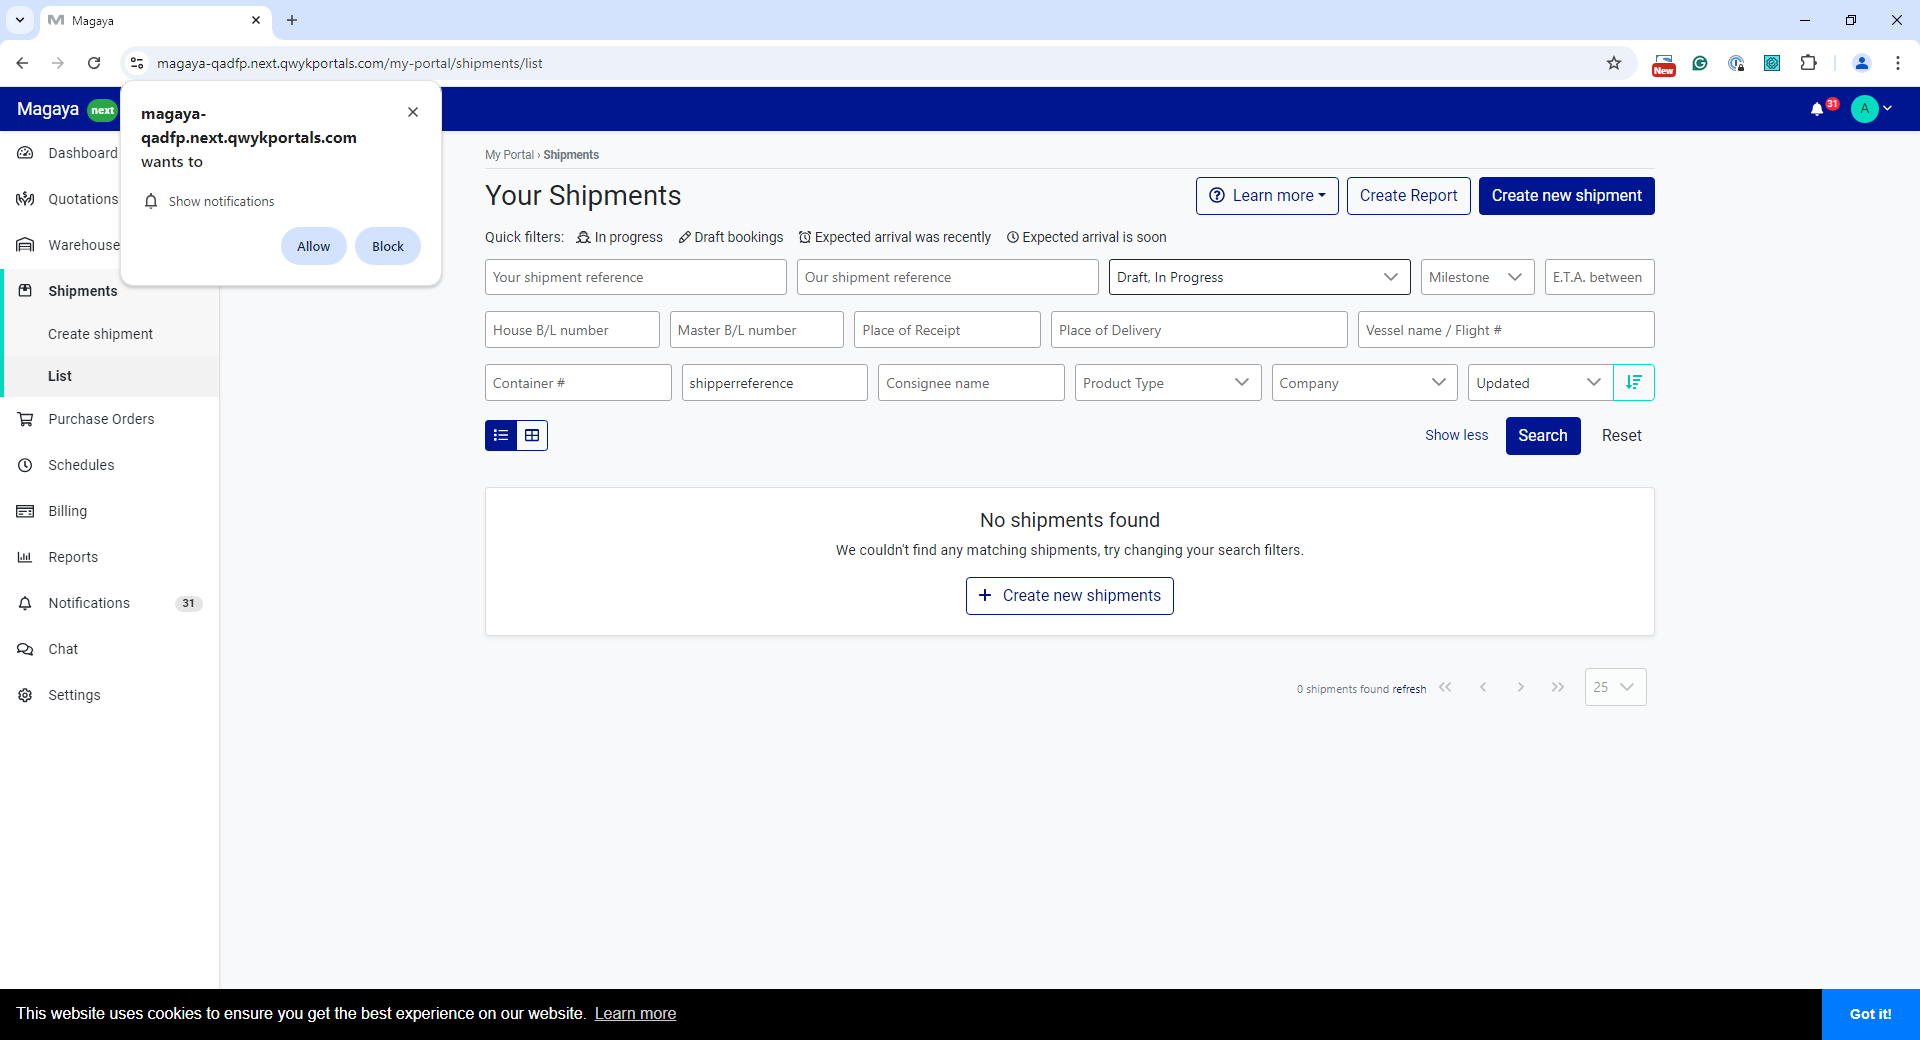 Magaya
magaya-qadfp.next.qwykportals.com/my-portal/shipments/list
New
Magaya next
31
A
magaya-
qadfp.next.qwykportals.com
wants to
Show notifications
Allow
Block
Dashboard
Quotations
Warehouse
Shipments
Create shipment
List
Purchase Orders
Schedules
Billing
Reports
Notifications 31
Chat
Settings
My Portal › Shipments
Your Shipments
Learn more
Create Report
Create new shipment
Quick filters: In progress Draft bookings Expected arrival was recently Expected arrival is soon
Your shipment reference
Our shipment reference
Draft, In Progress
Milestone
E.T.A. between
House B/L number
Master B/L number
Place of Receipt
Place of Delivery
Vessel name / Flight #
Container #
shipperreference
Consignee name
Product Type
Company
Updated
Show less
Search
Reset
No shipments found
We couldn't find any matching shipments, try changing your search filters.
+ Create new shipments
0 shipments found refresh
25
This website uses cookies to ensure you get the best experience on our website. Learn more
Got it!